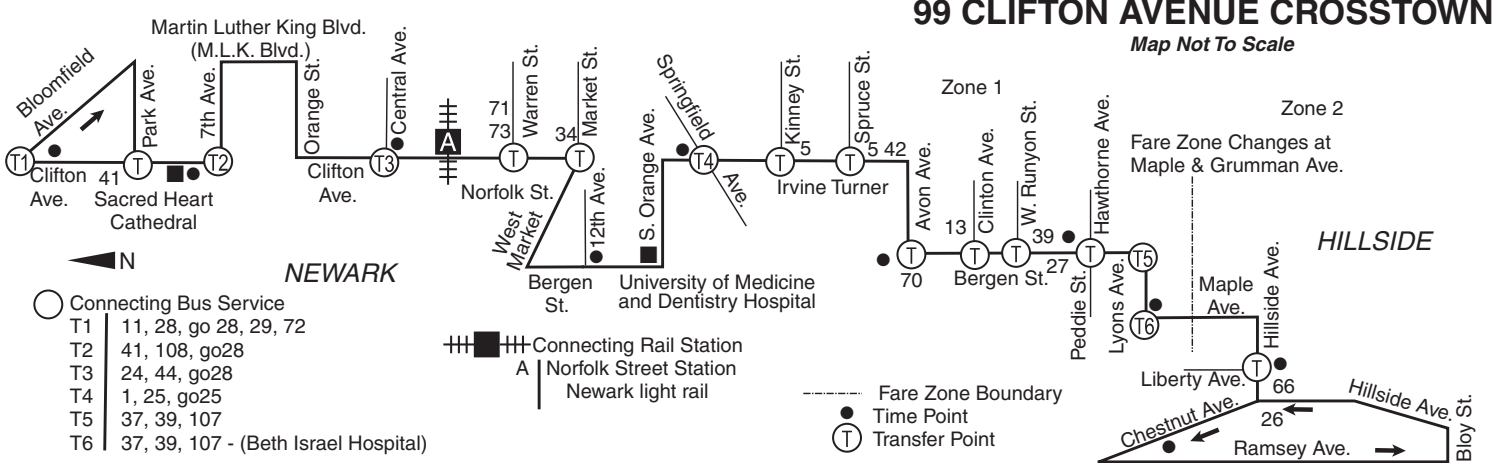 99 CLIFTON AVENUE CROSSTOWN
Map Not To Scale
Martin Luther King Blvd.
(M.L.K. Blvd.)
Bloomfield
Ave.
Park Ave.
7th Ave.
Orange St.
Central Ave.
71
73
Warren St.
34
Market St.
Springfield
Ave.
Kinney St.
Spruce St.
Zone 1
Zone 2
Fare Zone Changes at
Maple & Grumman Ave.
T1
T
T2
T3
A
T
T
T4
T
5
T
5 42
Clifton
Ave.
41
Sacred Heart
Cathedral
Clifton
Ave.
Norfolk St.
West
Market
12th Ave.
S. Orange Ave.
Irvine Turner
Avon Ave.
13
Clinton Ave.
W. Runyon St.
39
Hawthorne Ave.
HILLSIDE
N
NEWARK
Bergen
St.
University of Medicine
and Dentistry Hospital
T
70
T
T
Bergen St.
27
T
T5
Peddie St.
Lyons Ave.
T6
Maple
Ave.
Hillside Ave.
Liberty Ave.
T
66
26
Chestnut Ave.
Hillside Ave.
Ramsey Ave.
Bloy St.
Connecting Bus Service
T1 11, 28, go 28, 29, 72
T2 41, 108, go28
T3 24, 44, go28
T4 1, 25, go25
T5 37, 39, 107
T6 37, 39, 107 - (Beth Israel Hospital)
Connecting Rail Station
A Norfolk Street Station
Newark light rail
Fare Zone Boundary
Time Point
T Transfer Point